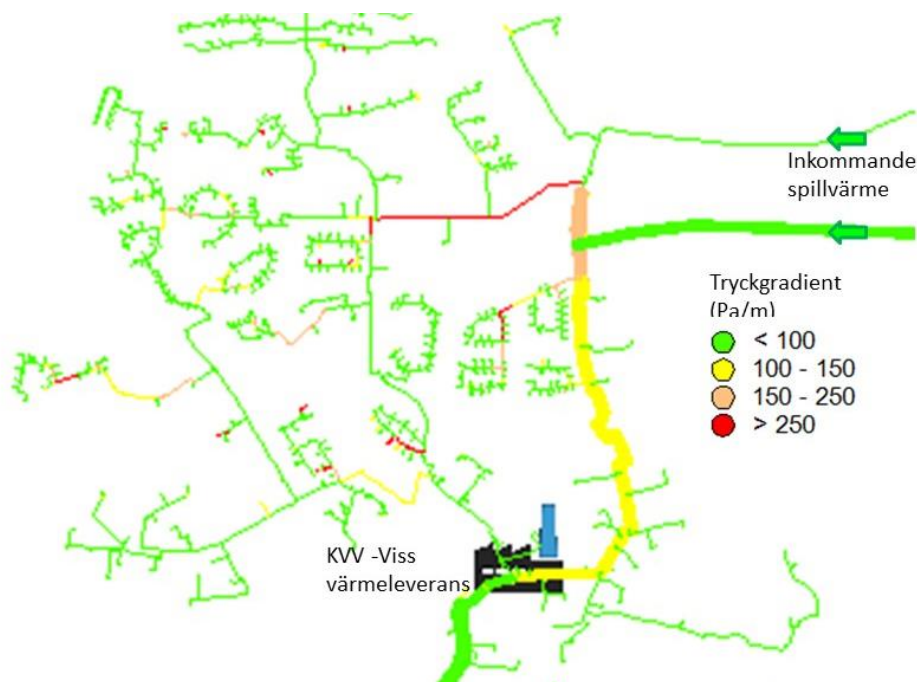 Inkommande
spillvärme
Tryckgradient
(Pa/m)
< 100
100 - 150
150 - 250
> 250
KVV -Viss
värmeleverans